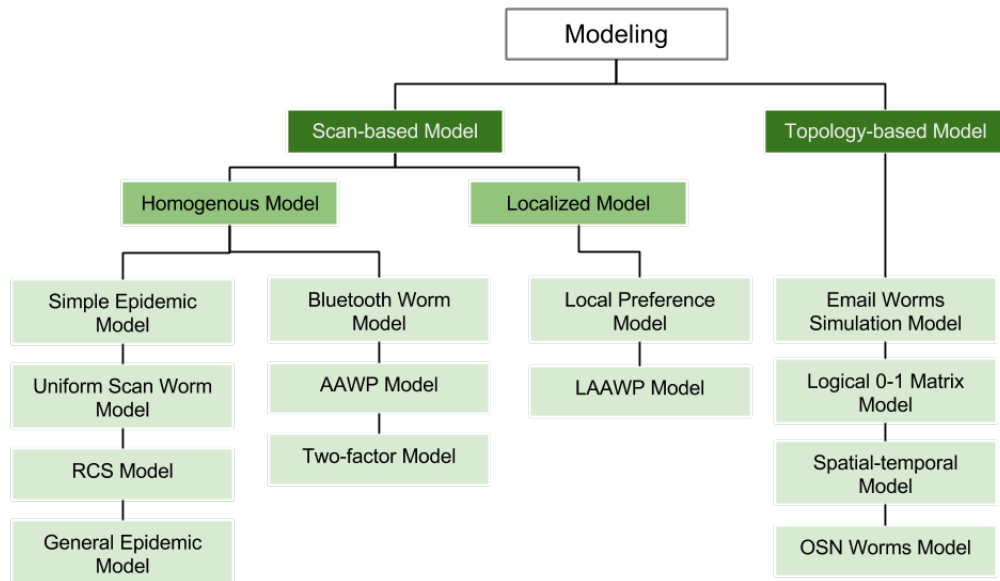 Modeling
Scan-based Model
Topology-based Model
Homogenous Model
Localized Model
Simple Epidemic
Model
Uniform Scan Worm
Model
RCS Model
General Epidemic
Model
Bluetooth Worm
Model
AAWP Model
Two-factor Model
Local Preference
Model
LAAWP Model
Email Worms
Simulation Model
Logical 0-1 Matrix
Model
Spatial-temporal
Model
OSN Worms Model